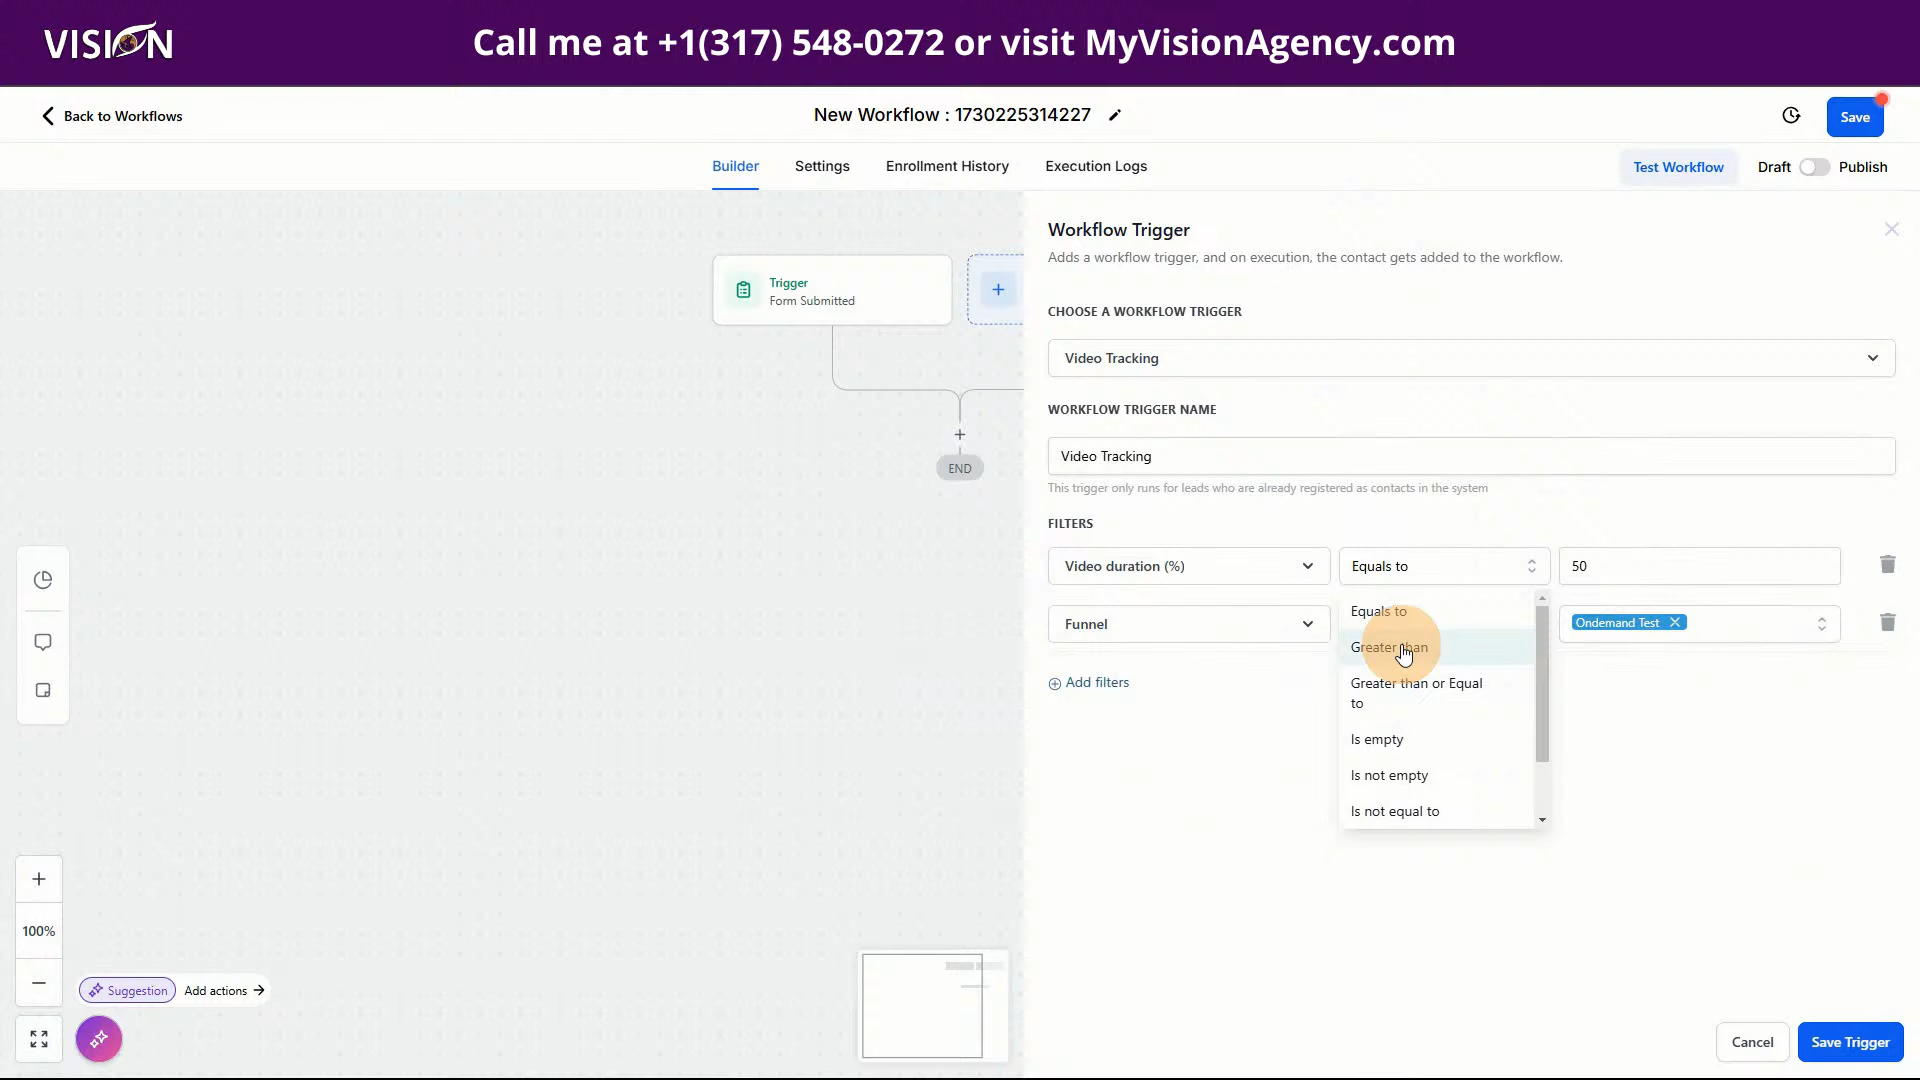 VISION
Call me at +1(317) 548-0272 or visit MyVisionAgency.com
Back to Workflows
New Workflow : 1730225314227
Save
Builder
Settings
Enrollment History
Execution Logs
Test Workflow
Draft
Publish
Trigger
Form Submitted
END
Workflow Trigger
Adds a workflow trigger, and on execution, the contact gets added to the workflow.
CHOOSE A WORKFLOW TRIGGER
Video Tracking
WORKFLOW TRIGGER NAME
Video Tracking
This trigger only runs for leads who are already registered as contacts in the system
FILTERS
Video duration (%)
Equals to
50
Funnel
Ondemand Test
Equals to
Greater than
Greater than or Equal
to
Is empty
Is not empty
Is not equal to
Add filters
100%
Suggestion
Add actions
Cancel
Save Trigger